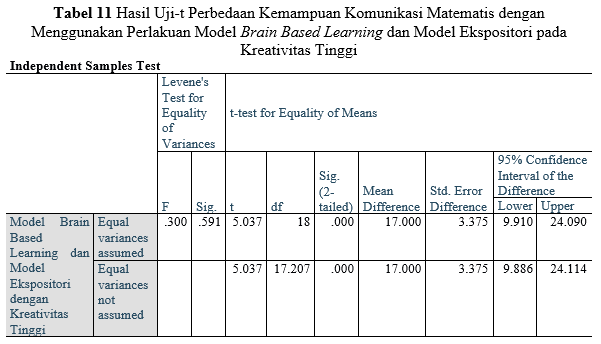 Tabel 11 Hasil Uji-t Perbedaan Kemampuan Komunikasi Matematis dengan
Menggunakan Perlakuan Model Brain Based Learning dan Model Ekspositori pada
Kreativitas Tinggi
Independent Samples Test
Levene's
Test for
Equality
of
Variances
t-test for Equality of Means
F
Sig.
t
df
Sig.
(2-
tailed)
Mean
Difference
Std. Error
Difference
95% Confidence
Interval of the
Difference
Lower Upper
Model Brain
Based
Learning dan
Model
Ekspositori
dengan
Kreativitas
Tinggi
Equal
variances
assumed
.300 .591 5.037 18 .000 17.000 3.375 9.910 24.090
Equal
variances
not
assumed
5.037 17.207 .000 17.000 3.375 9.886 24.114